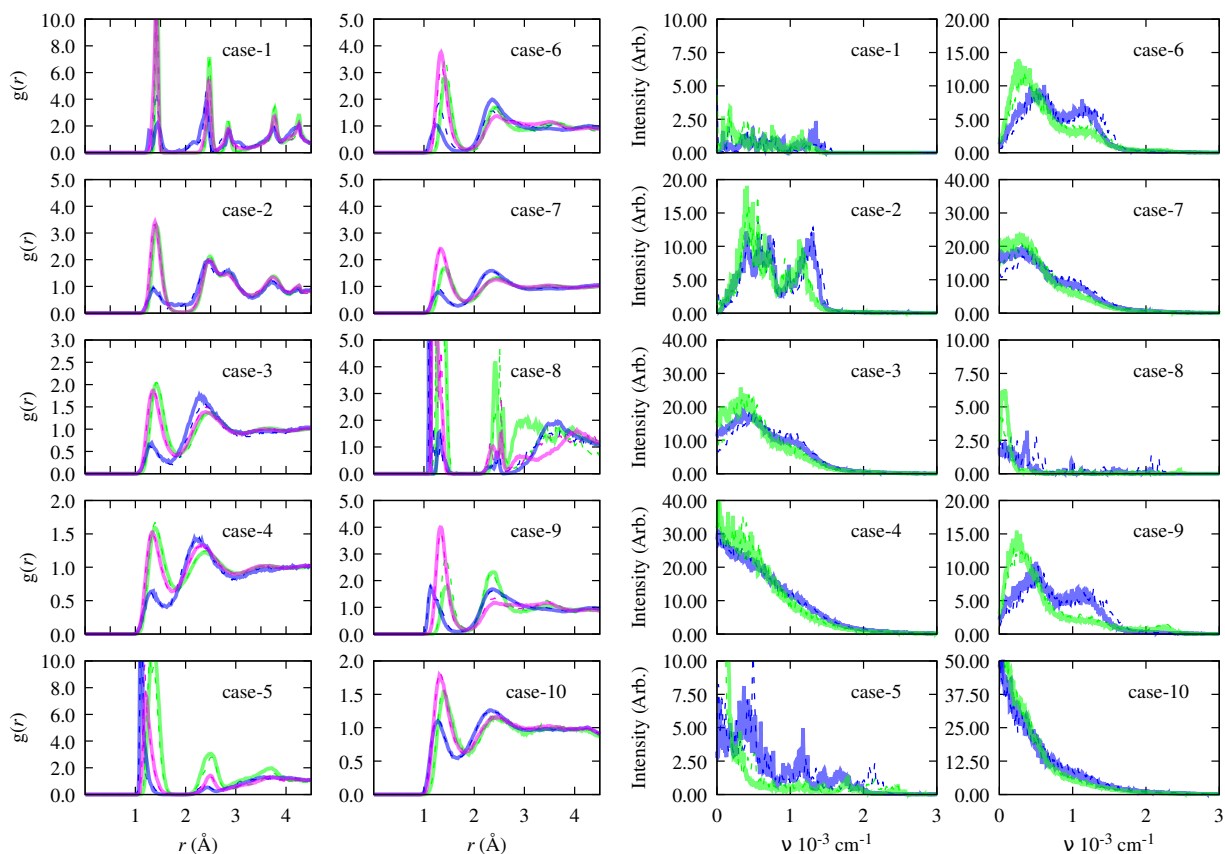 10.0
8.0
6.0
4.0
2.0
0.0
g(r)
case-1
5.0
4.0
3.0
2.0
1.0
0.0
g(r)
case-2
3.0
2.5
2.0
1.5
1.0
0.5
0.0
g(r)
case-3
2.0
1.5
1.0
0.5
0.0
g(r)
case-4
10.0
8.0
6.0
4.0
2.0
0.0
g(r)
case-5
1 2 3 4
r (Å)
5.0
4.0
3.0
2.0
1.0
0.0
case-6
5.0
4.0
3.0
2.0
1.0
0.0
case-7
5.0
4.0
3.0
2.0
1.0
0.0
case-8
5.0
4.0
3.0
2.0
1.0
0.0
case-9
2.0
1.5
1.0
0.5
0.0
case-10
1 2 3 4
r (Å)
10.00
7.50
5.00
2.50
0.00
Intensity (Arb.)
case-1
20.00
15.00
10.00
5.00
0.00
Intensity (Arb.)
case-2
40.00
30.00
20.00
10.00
0.00
Intensity (Arb.)
case-3
40.00
30.00
20.00
10.00
0.00
Intensity (Arb.)
case-4
10.00
7.50
5.00
2.50
0.00
Intensity (Arb.)
case-5
0 1 2 3
ν 10⁻³ cm⁻¹
20.00
15.00
10.00
5.00
0.00
case-6
40.00
30.00
20.00
10.00
0.00
case-7
10.00
7.50
5.00
2.50
0.00
case-8
20.00
15.00
10.00
5.00
0.00
case-9
50.00
37.50
25.00
12.50
0.00
case-10
0 1 2 3
ν 10⁻³ cm⁻¹